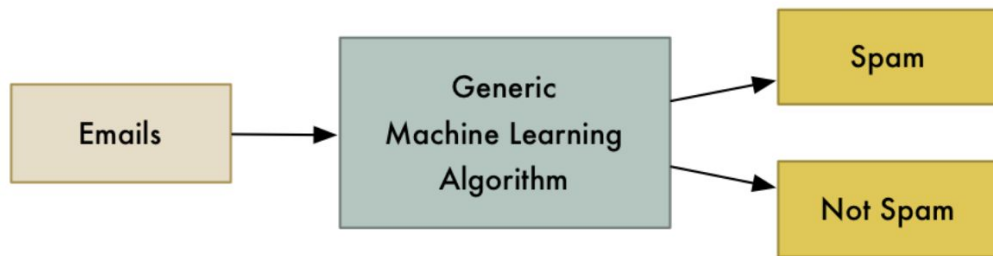 Emails
Generic
Machine Learning
Algorithm
Spam
Not Spam